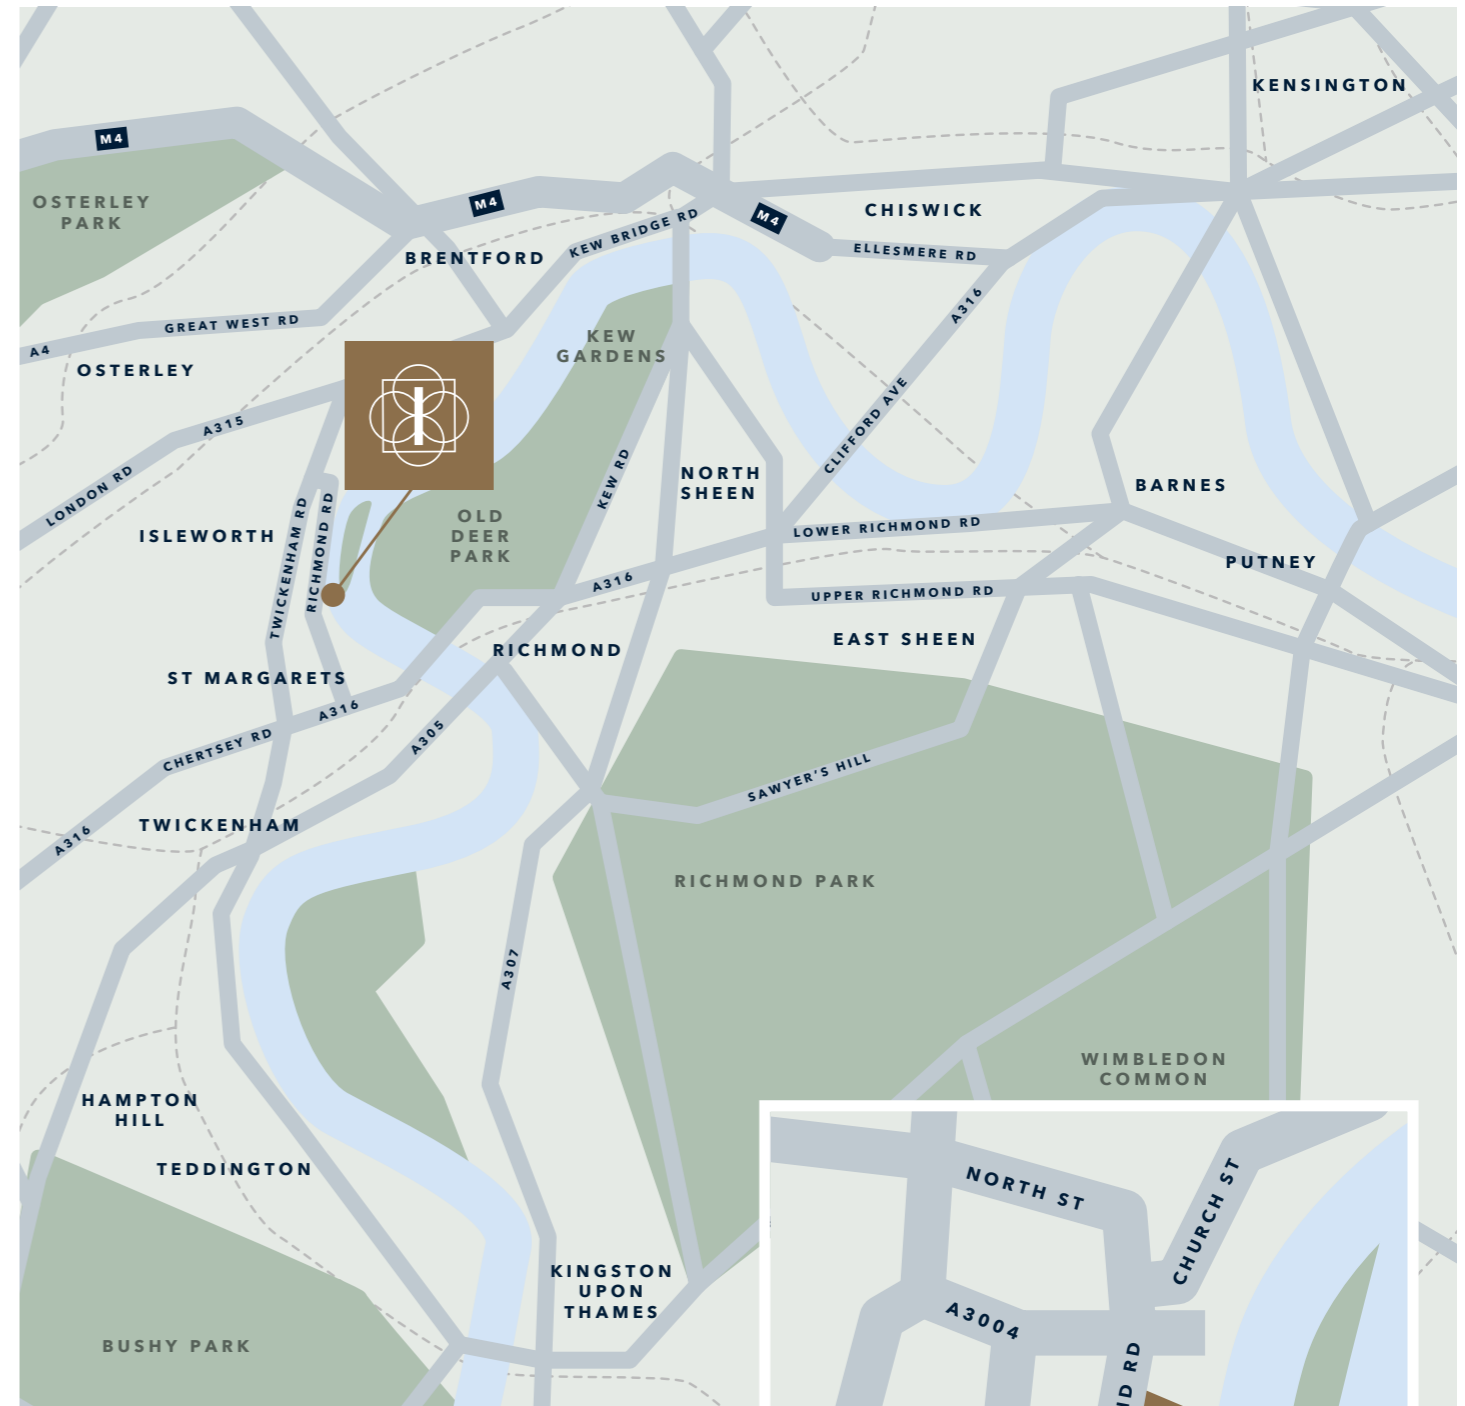 KENSINGTON
M4
OSTERLEY
PARK
M4
M4
CHISWICK
KEW BRIDGE RD
BRENTFORD
ELLESMERE RD
A316
GREAT WEST RD
A4
OSTERLEY
KEW
GARDENS
A315
CLIFFORD AVE
LONDON RD
KEW RD
NORTH
SHEEN
BARNES
ISLEWORTH
TWICKENHAM RD
RICHMOND RD
OLD
DEER
PARK
LOWER RICHMOND RD
PUTNEY
A316
UPPER RICHMOND RD
EAST SHEEN
RICHMOND
ST MARGARETS
A316
CHERTSEY RD
A305
SAWYER'S HILL
TWICKENHAM
A316
RICHMOND PARK
A307
WIMBLEDON
COMMON
HAMPTON
HILL
TEDDINGTON
NORTH ST
CHURCH ST
KINGSTON
UPON
THAMES
A3004
BUSHY PARK
RD